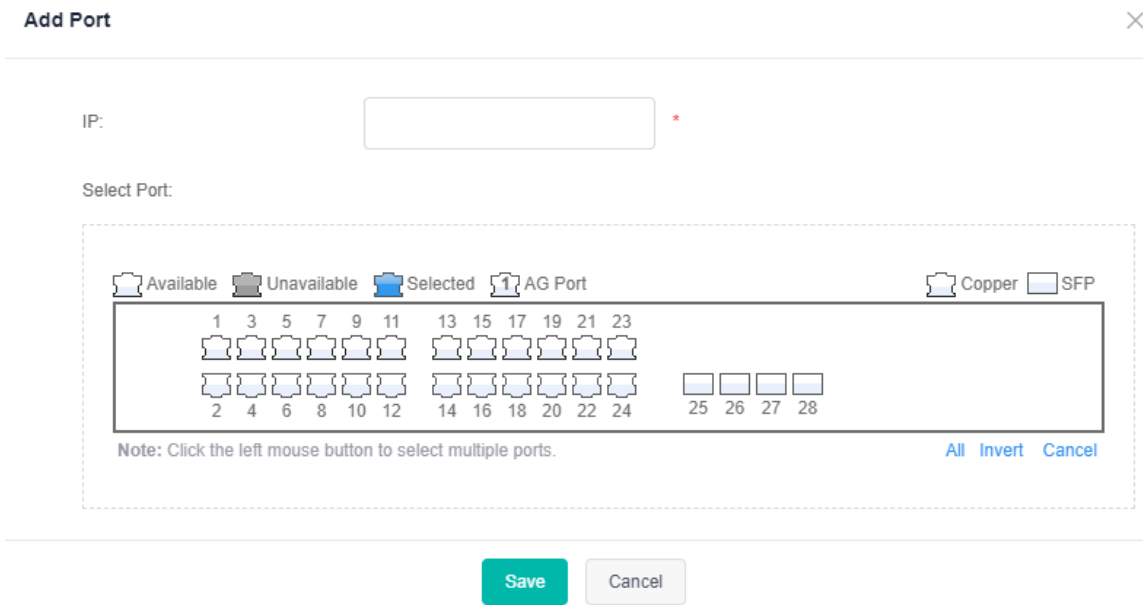 Add Port
IP:
*
Select Port:
Available Unavailable Selected 1 AG Port Copper SFP
1 3 5 7 9 11 13 15 17 19 21 23
2 4 6 8 10 12 14 16 18 20 22 24 25 26 27 28
Note: Click the left mouse button to select multiple ports. All Invert Cancel
Save Cancel